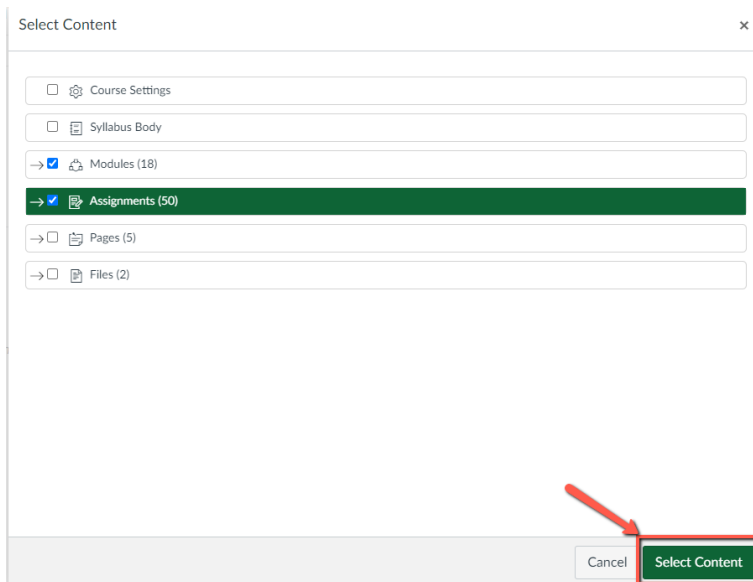 Select Content
×
Course Settings
Syllabus Body
Modules (18)
Assignments (50)
Pages (5)
Files (2)
Cancel Select Content